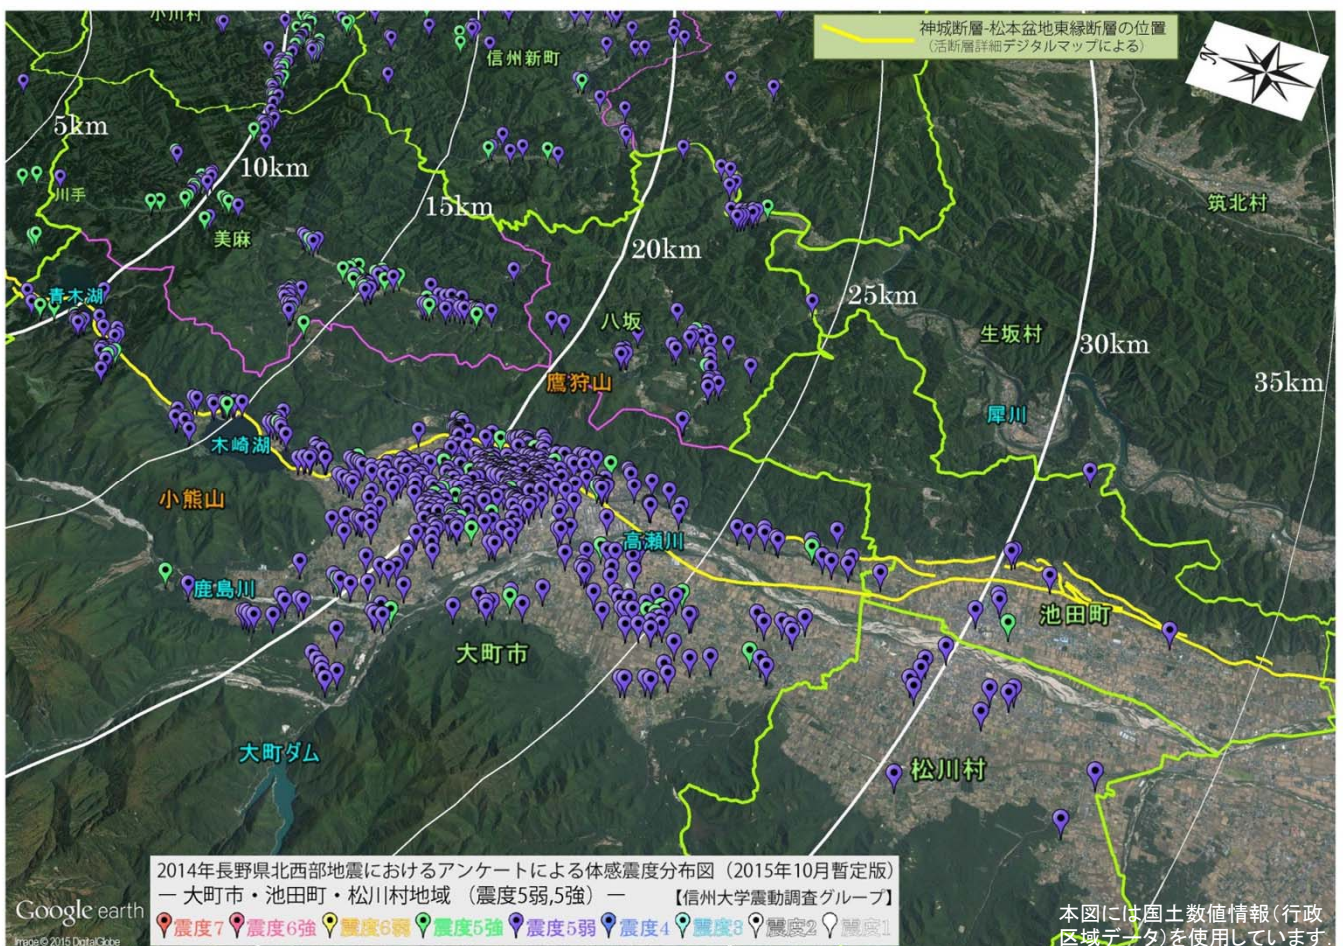 小川村
信州新町
神城断層-松本盆地東縁断層の位置
(活断層詳細デジタルマップによる)
N
5km
10km
15km
20km
25km
30km
35km
川手
美麻
筑北村
青木湖
八坂
生坂村
鷹狩山
犀川
木崎湖
小熊山
高瀬川
鹿島川
池田町
大町市
大町ダム
松川村
2014年長野県北西部地震におけるアンケートによる体感震度分布図(2015年10月暫定版)
— 大町市・池田町・松川村地域 (震度5弱,5強) — 【信州大学震動調査グループ】
震度7 震度6強 震度6弱 震度5強 震度5弱 震度4 震度3 震度2 震度1
Google earth
Image © 2015 DigitalGlobe
本図には国土数値情報(行政
区域データ)を使用しています